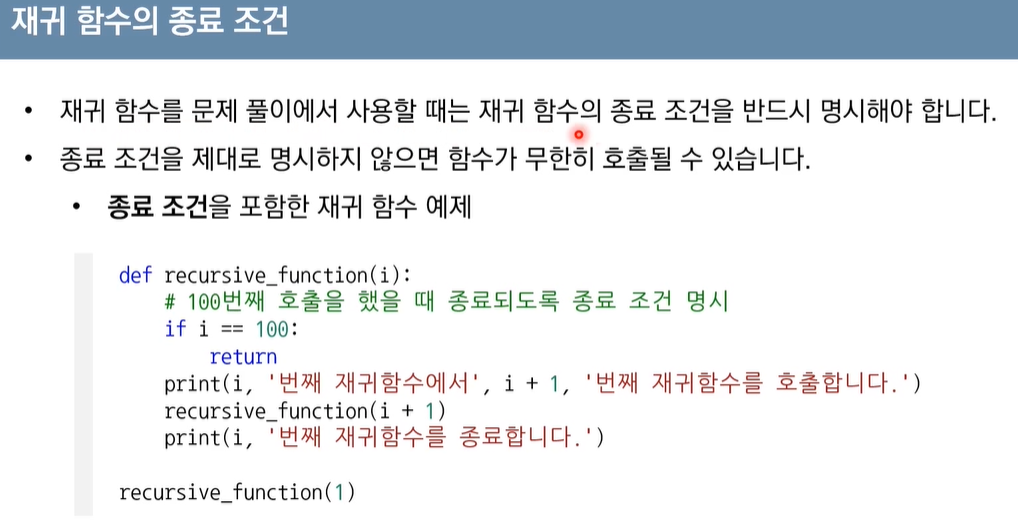 재귀 함수의 종료 조건
• 재귀 함수를 문제 풀이에서 사용할 때는 재귀 함수의 종료 조건을 반드시 명시해야 합니다.
• 종료 조건을 제대로 명시하지 않으면 함수가 무한히 호출될 수 있습니다.
• 종료 조건을 포함한 재귀 함수 예제
def recursive_function(i):
    # 100번째 호출을 했을 때 종료되도록 종료 조건 명시
    if i == 100:
        return
    print(i, '번째 재귀함수에서', i + 1, '번째 재귀함수를 호출합니다.')
    recursive_function(i + 1)
    print(i, '번째 재귀함수를 종료합니다.')
recursive_function(1)